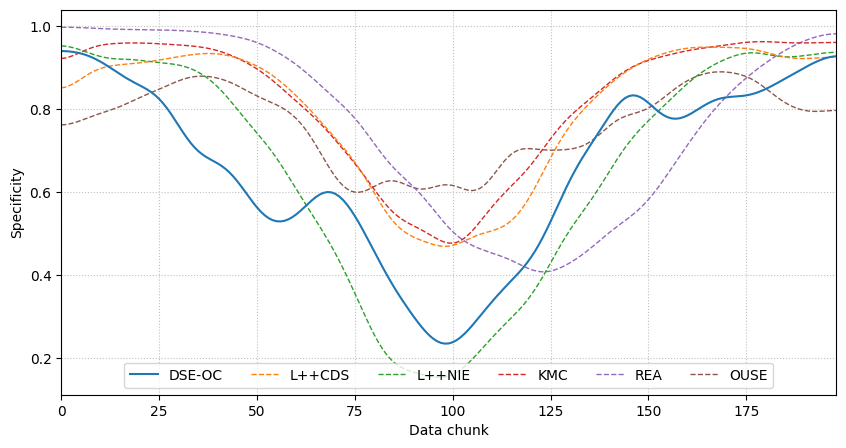 1.0
0.8
0.6
0.4
0.2
Specificity
DSE-OC L++CDS L++NIE KMC REA OUSE
0 25 50 75 100 125 150 175
Data chunk